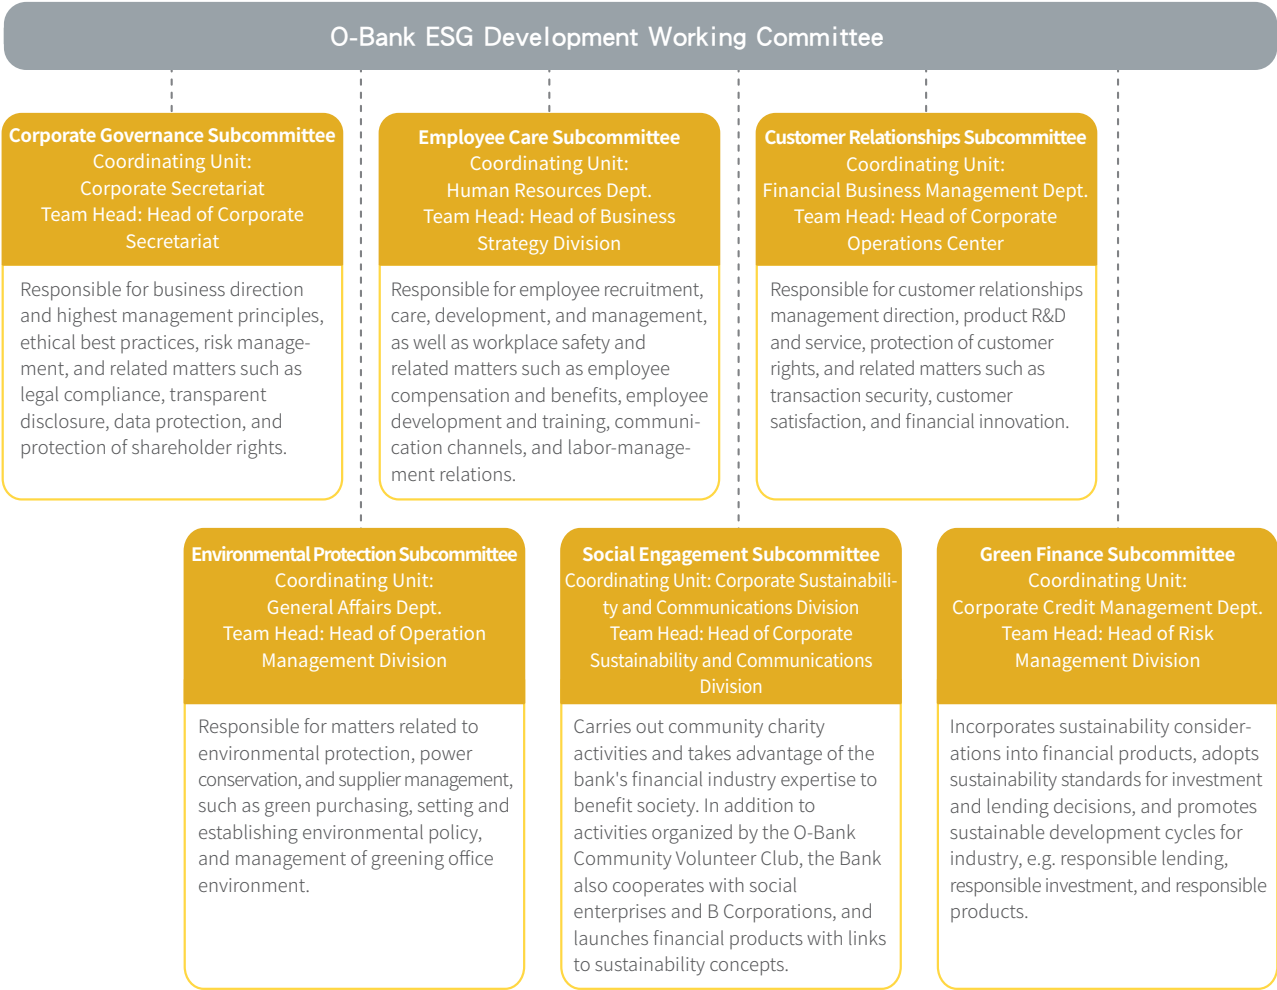 O-Bank ESG Development Working Committee
Corporate Governance Subcommittee
Coordinating Unit:
Corporate Secretariat
Team Head: Head of Corporate
Secretariat
Responsible for business direction
and highest management principles,
ethical best practices, risk manage-
ment, and related matters such as
legal compliance, transparent
disclosure, data protection, and
protection of shareholder rights.
Employee Care Subcommittee
Coordinating Unit:
Human Resources Dept.
Team Head: Head of Business
Strategy Division
Responsible for employee recruitment,
care, development, and management,
as well as workplace safety and
related matters such as employee
compensation and benefits, employee
development and training, communi-
cation channels, and labor-manage-
ment relations.
Customer Relationships Subcommittee
Coordinating Unit:
Financial Business Management Dept.
Team Head: Head of Corporate
Operations Center
Responsible for customer relationships
management direction, product R&D
and service, protection of customer
rights, and related matters such as
transaction security, customer
satisfaction, and financial innovation.
Environmental Protection Subcommittee
Coordinating Unit:
General Affairs Dept.
Team Head: Head of Operation
Management Division
Responsible for matters related to
environmental protection, power
conservation, and supplier management,
such as green purchasing, setting and
establishing environmental policy,
and management of greening office
environment.
Social Engagement Subcommittee
Coordinating Unit: Corporate Sustainabili-
ty and Communications Division
Team Head: Head of Corporate
Sustainability and Communications
Division
Carries out community charity
activities and takes advantage of the
bank's financial industry expertise to
benefit society. In addition to
activities organized by the O-Bank
Community Volunteer Club, the Bank
also cooperates with social
enterprises and B Corporations, and
launches financial products with links
to sustainability concepts.
Green Finance Subcommittee
Coordinating Unit:
Corporate Credit Management Dept.
Team Head: Head of Risk
Management Division
Incorporates sustainability consider-
ations into financial products, adopts
sustainability standards for investment
and lending decisions, and promotes
sustainable development cycles for
industry, e.g. responsible lending,
responsible investment, and responsible
products.